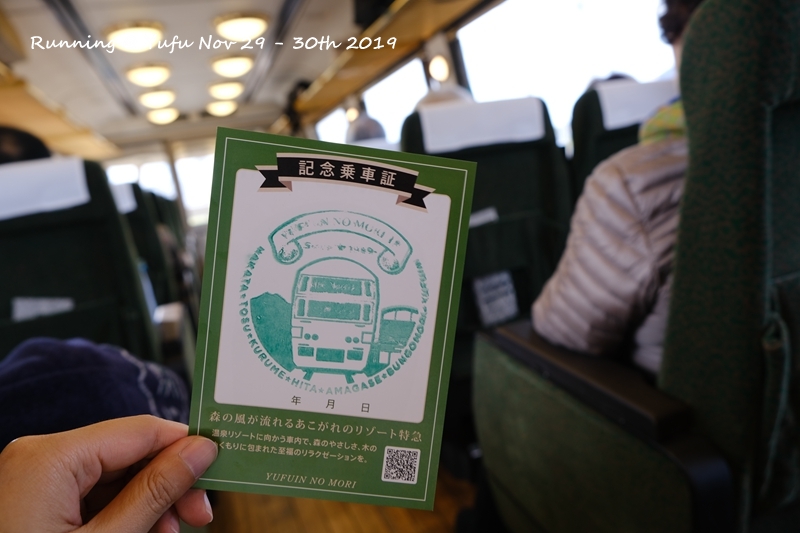 Running Yufu Nov 29 - 30th 2019
記念乗車証
YUFUIN NO MORI
HAKATA★TOSU★KURUME★HITA★AMAGASE★BUNGOMORI
年 月 日
森の風が流れるあこがれのリゾート特急
温泉リゾートに向かう車内で、森のやさしさ、木の
くもりに包まれた至福のリラクゼーションを。
YUFUIN NO MORI